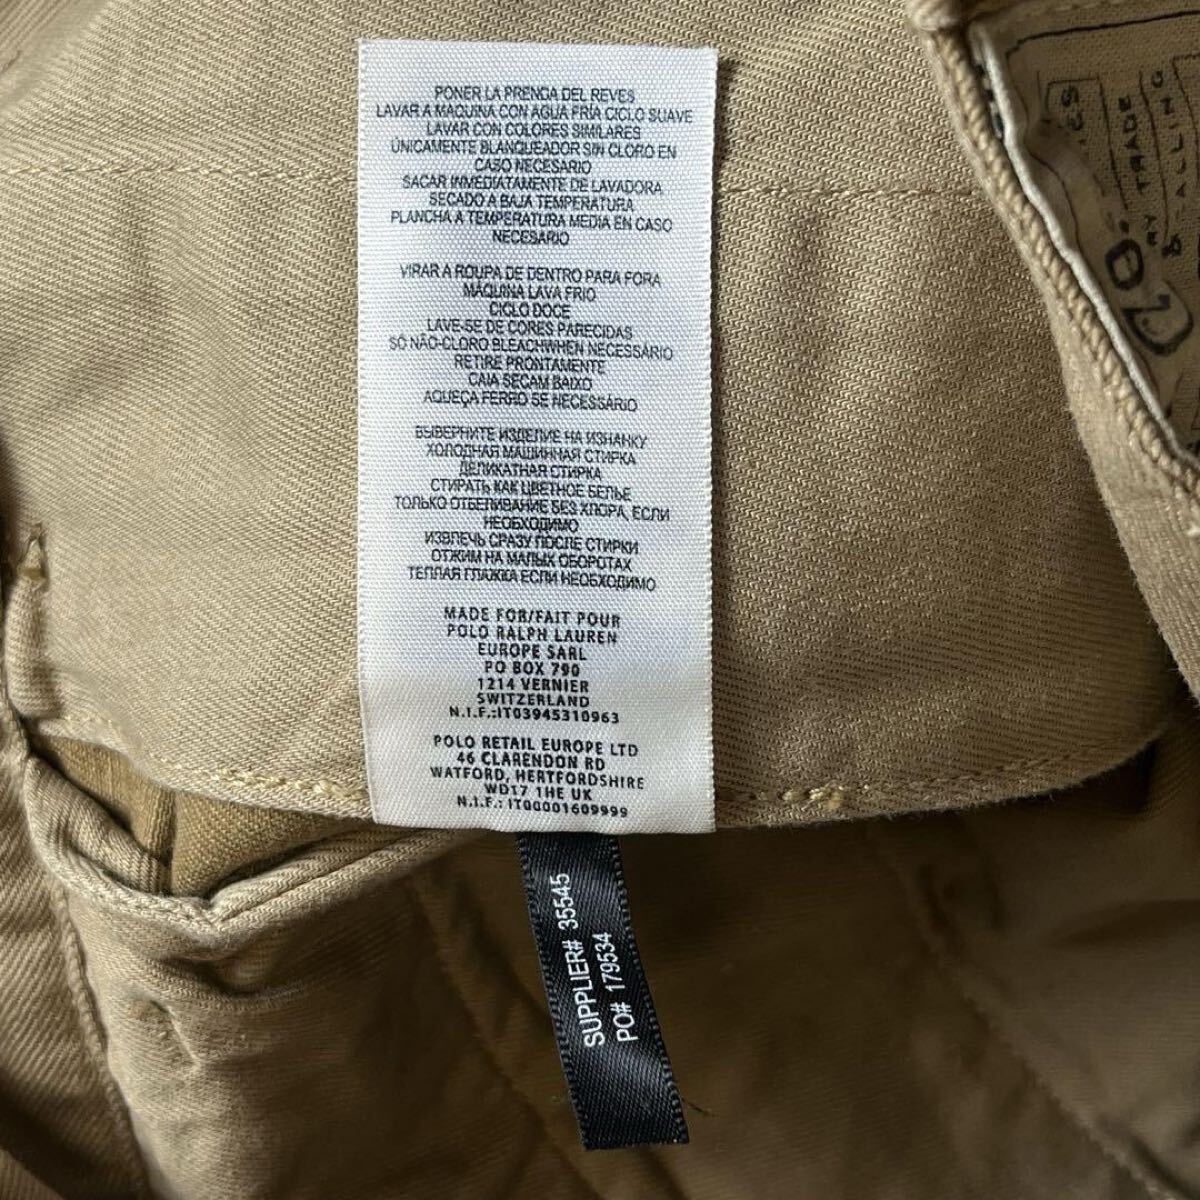 PONER LA PRENDA DEL REVES
LAVAR A MAQUINA CON AGUA FRÍA CICLO SUAVE
LAVAR CON COLORES SIMILARES
ÚNICAMENTE BLANQUEADOR SIN CLORO EN
CASO NECESARIO
SACAR INMEDIATAMENTE DE LAVADORA
SECADO A BAJA TEMPERATURA
PLANCHA A TEMPERATURA MEDIA EN CASO
NECESARIO
VIRAR A ROUPA DE DENTRO PARA FORA
MÁQUINA LAVA FRIO
CICLO DOCE
LAVE-SE DE CORES PARECIDAS
SÓ NÃO-CLORO BLEACHWHEN NECESSÁRIO
RETIRE PRONTAMENTE
CAIA SECAM BAIXO
AQUEÇA FERRO SE NECESSÁRIO
ВЫВЕРНИТЕ ИЗДЕЛИЕ НА ИЗНАНКУ
ХОЛОДНАЯ МАШИННАЯ СТИРКА
ДЕЛИКАТНАЯ СТИРКА
СТИРАТЬ КАК ЦВЕТНОЕ БЕЛЬЕ
ТОЛЬКО ОТБЕЛИВАНИЕ БЕЗ ХЛОРА, ЕСЛИ
НЕОБХОДИМО
ИЗВЛЕЧЬ СРАЗУ ПОСЛЕ СТИРКИ
ОТЖИМ НА МАЛЫХ ОБОРОТАХ
ТЕПЛАЯ ГЛАЖКА ЕСЛИ НЕОБХОДИМО
MADE FOR/FAIT POUR
POLO RALPH LAUREN
EUROPE SARL
PO BOX 790
1214 VERNIER
SWITZERLAND
N.I.F.:IT03945310963
POLO RETAIL EUROPE LTD
46 CLARENDON RD
WATFORD, HERTFORDSHIRE
WD17 1HE UK
N.I.F.: IT00001609999
SUPPLIER# 35545
PO# 179534
TRADE